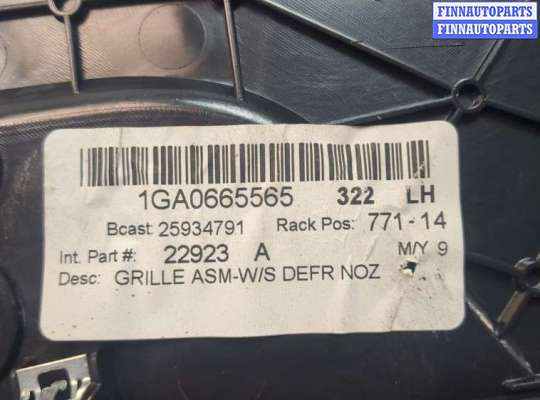 FINNAUTOPARTS
FINNAUTOPARTS
1GA0665565 322 LH
Bcast 25934791 Rack Pos: 771-14
Int. Part #: 22923 A M/Y 9
Desc: GRILLE ASM-W/S DEFR NOZ